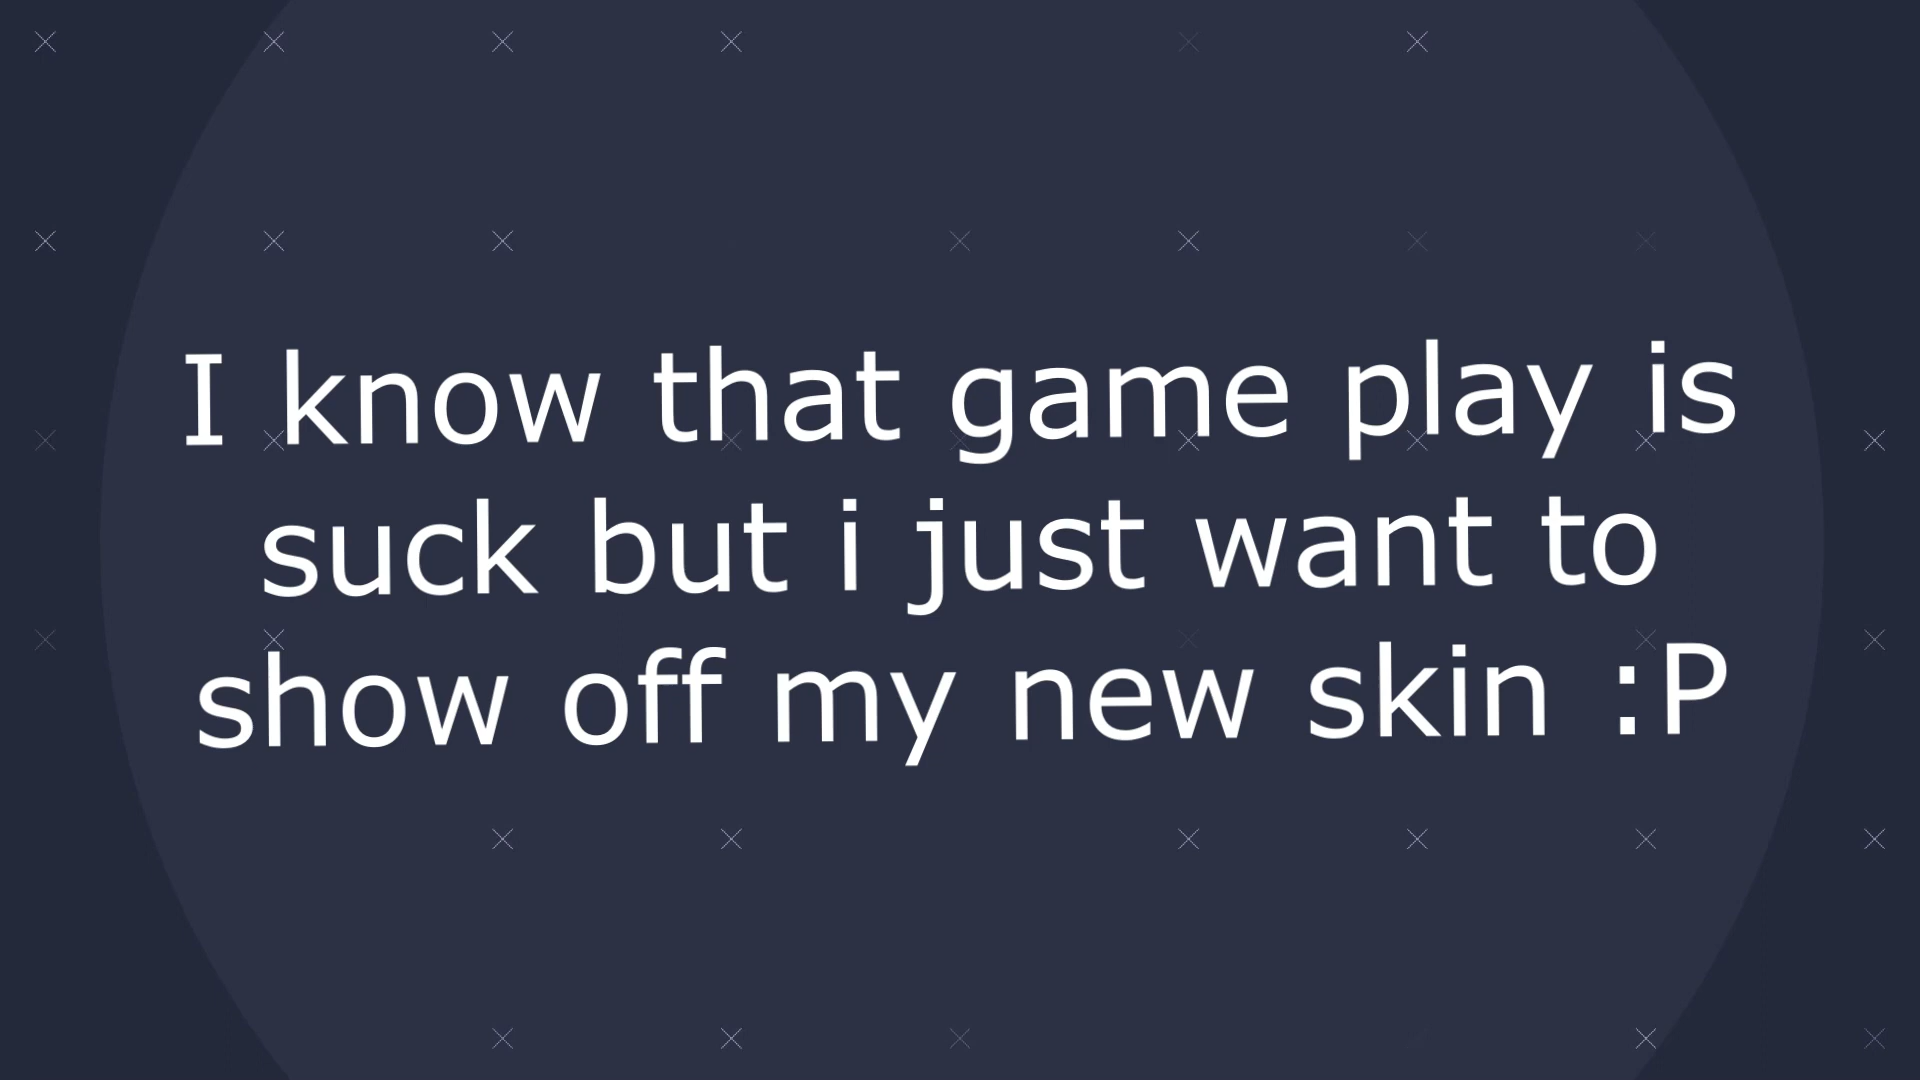 I know that game play is
suck but i just want to
show off my new skin :P